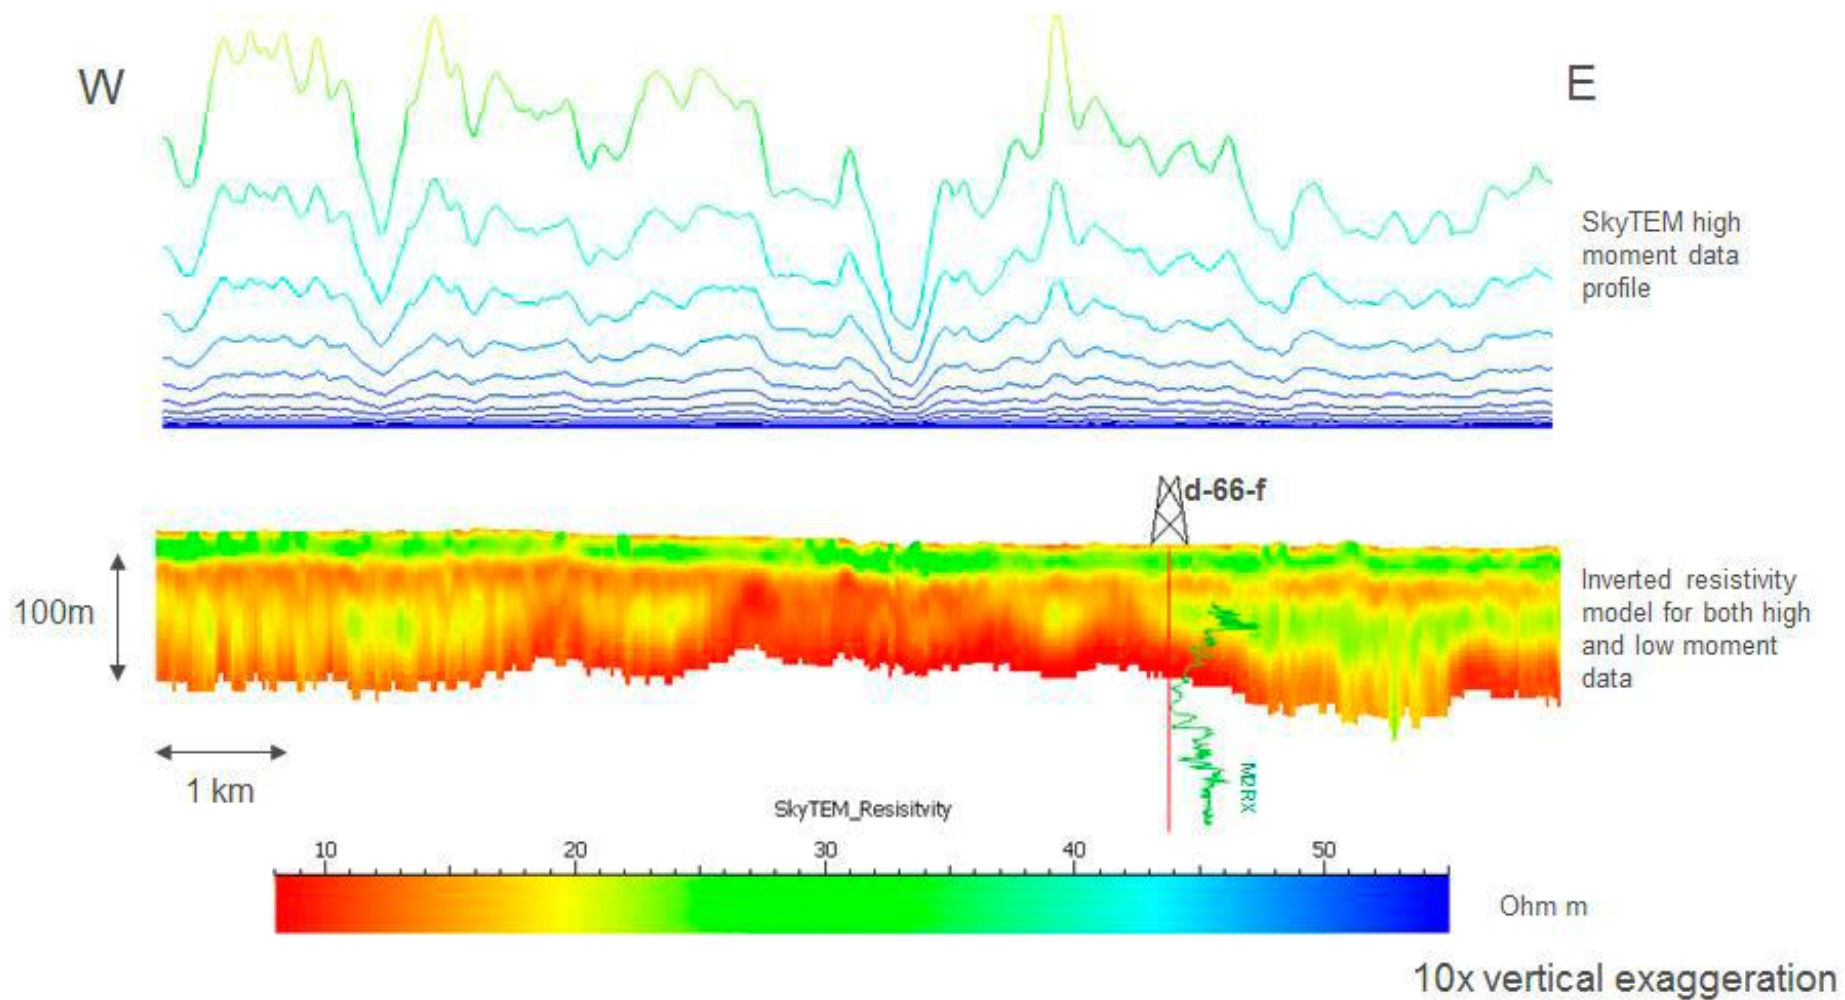 W
E
SkyTEM high
moment data
profile
d-66-f
100m
Inverted resistivity
model for both high
and low moment
data
1 km
M2RX
SkyTEM_Resisitvity
10 20 30 40 50
Ohm m
10x vertical exaggeration